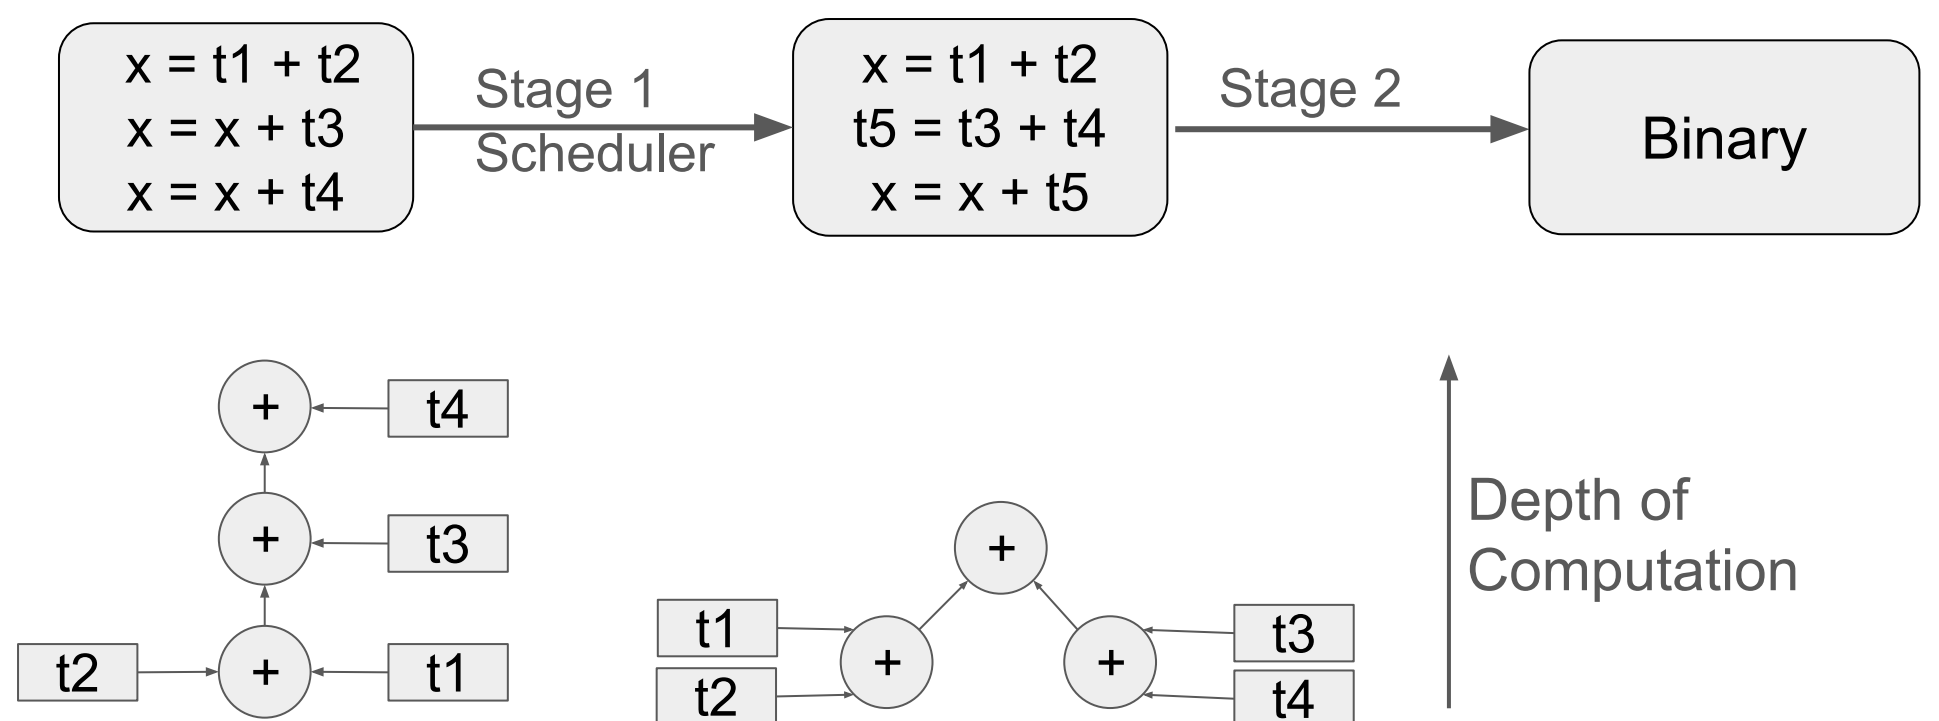 x = t1 + t2
x = x + t3
x = x + t4
Stage 1
Scheduler
x = t1 + t2
t5 = t3 + t4
x = x + t5
Stage 2
Binary
+
t4
+
t3
t2
+
t1
+
t1
t2
+
+
t3
t4
Depth of
Computation